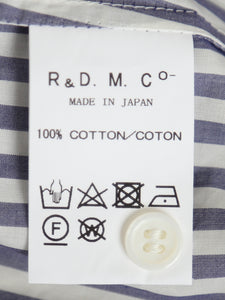 R & D. M. Co-
MADE IN JAPAN
100% COTTON/COTON
F W